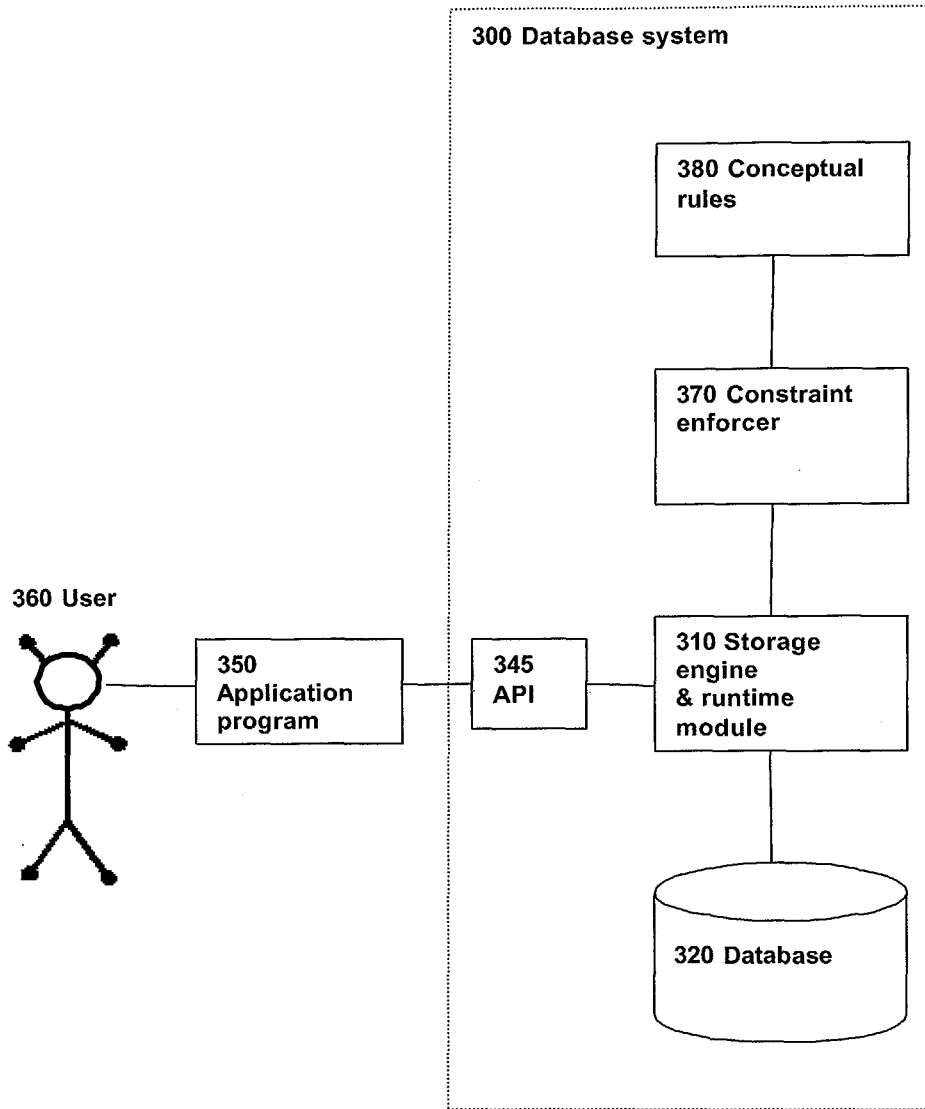 300 Database system
380 Conceptual
rules
370 Constraint
enforcer
360 User
350
Application
program
345
API
310 Storage
engine
& runtime
module
320 Database